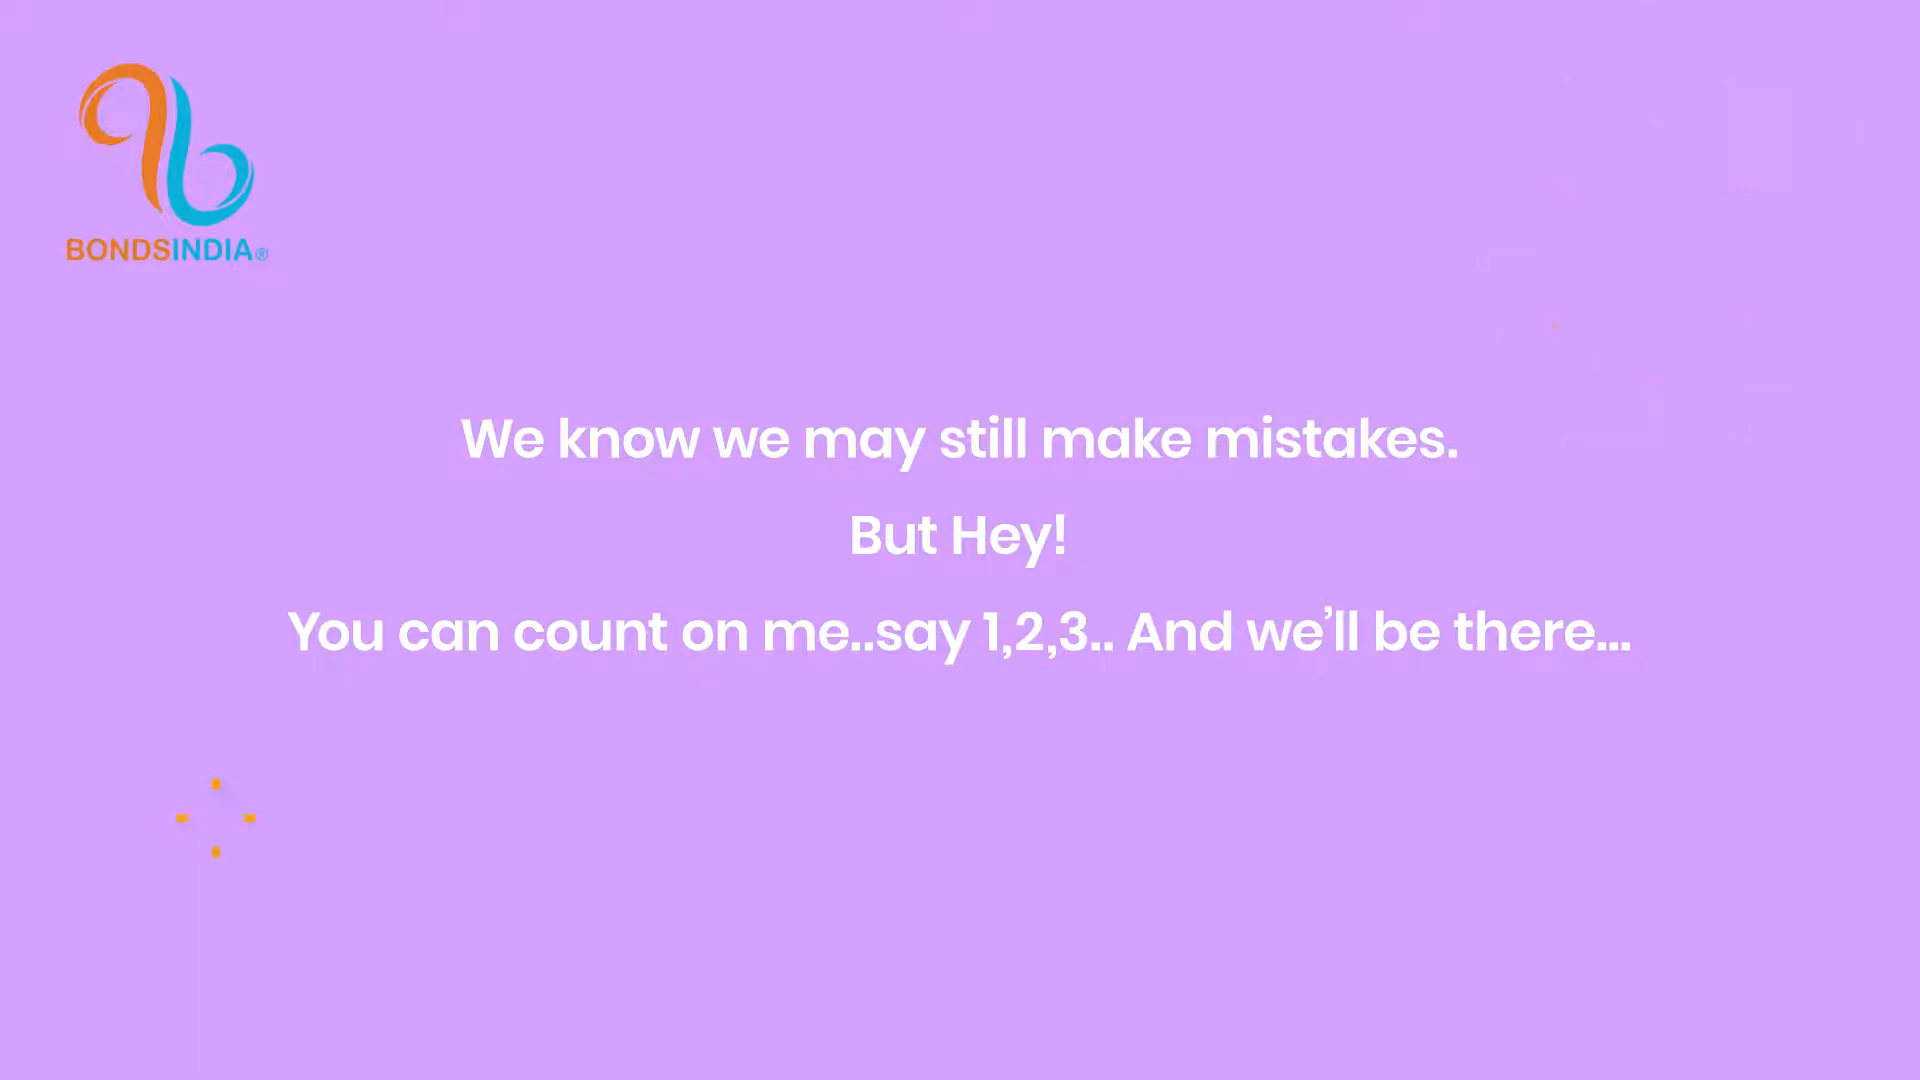 BONDSINDIA®
We know we may still make mistakes.
But Hey!
You can count on me..say 1,2,3.. And we’ll be there...